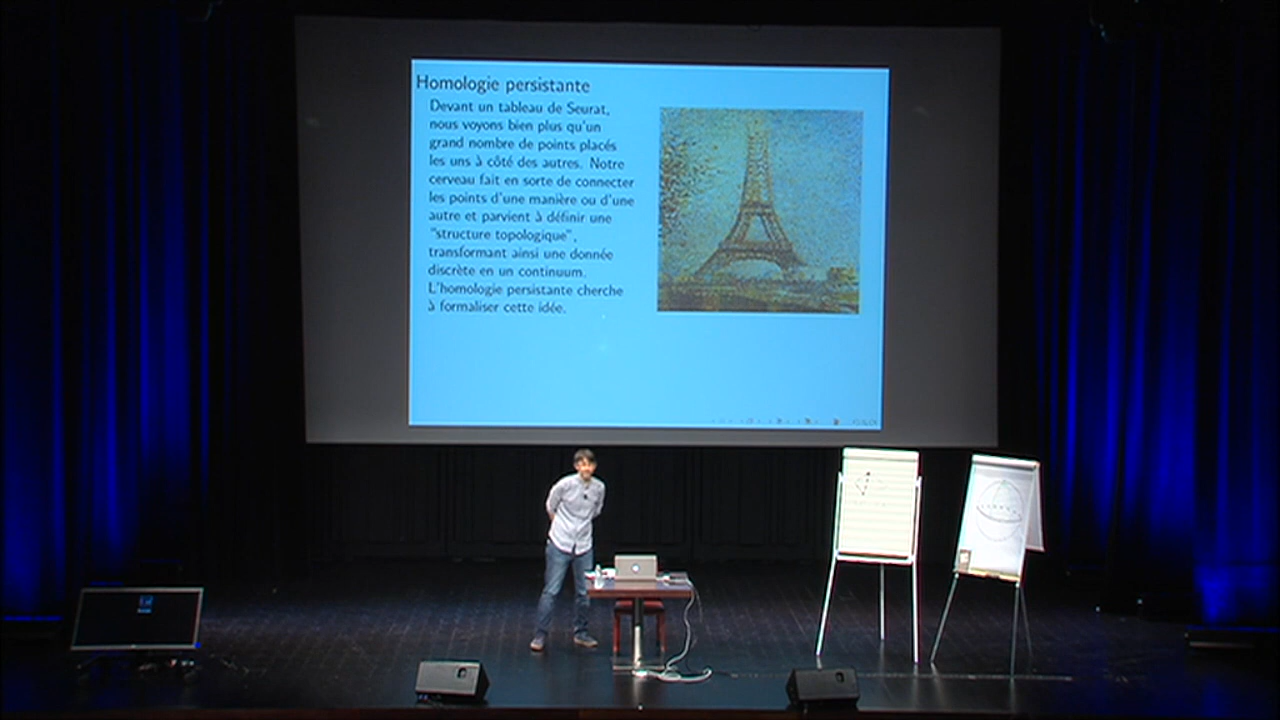 Homologie persistante
Devant un tableau de Seurat,
nous voyons bien plus qu'un
grand nombre de points placés
les uns à côté des autres. Notre
cerveau fait en sorte de connecter
les points d'une manière ou d'une
autre et parvient à définir une
"structure topologique",
transformant ainsi une donnée
discrète en un continuum.
L'homologie persistante cherche
à formaliser cette idée.